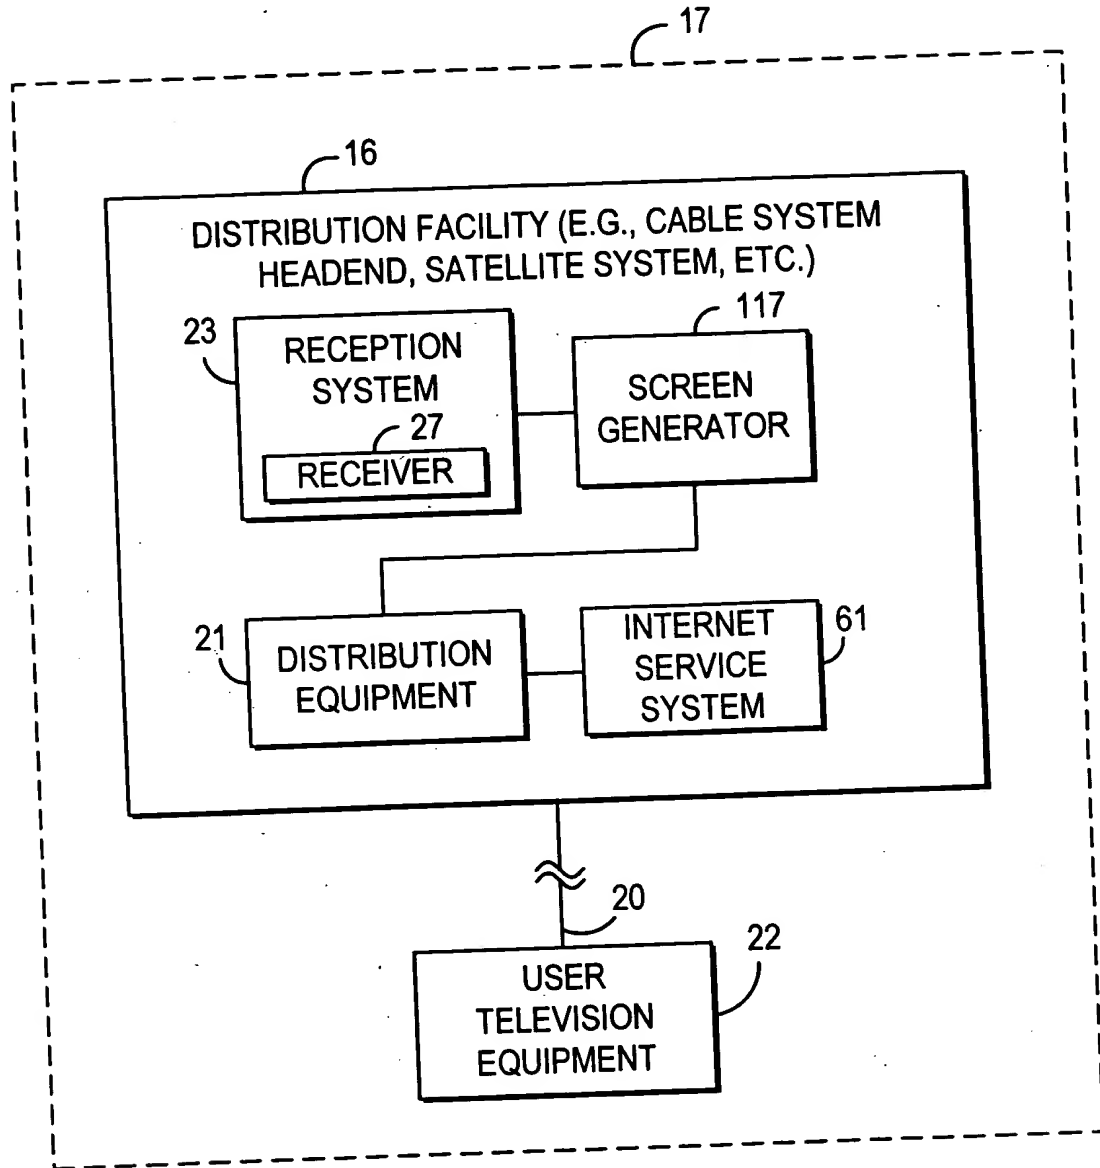 17
16
DISTRIBUTION FACILITY (E.G., CABLE SYSTEM
HEADEND, SATELLITE SYSTEM, ETC.)
23
RECEPTION
SYSTEM
27
RECEIVER
117
SCREEN
GENERATOR
21
DISTRIBUTION
EQUIPMENT
INTERNET
SERVICE
SYSTEM
61
20
22
USER
TELEVISION
EQUIPMENT